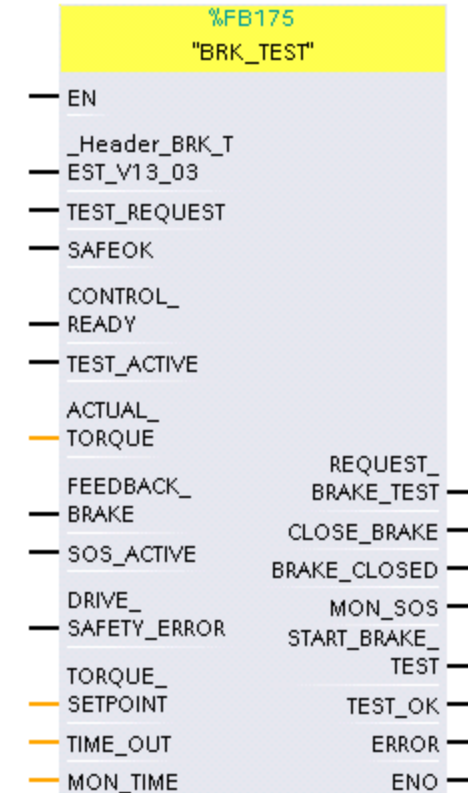 %FB175
"BRK_TEST"
EN
_Header_BRK_T
EST_V13_03
TEST_REQUEST
SAFEOK
CONTROL_
READY
TEST_ACTIVE
ACTUAL_
TORQUE
FEEDBACK_
BRAKE
SOS_ACTIVE
DRIVE_
SAFETY_ERROR
TORQUE_
SETPOINT
TIME_OUT
MON_TIME
REQUEST_
BRAKE_TEST
CLOSE_BRAKE
BRAKE_CLOSED
MON_SOS
START_BRAKE_
TEST
TEST_OK
ERROR
ENO